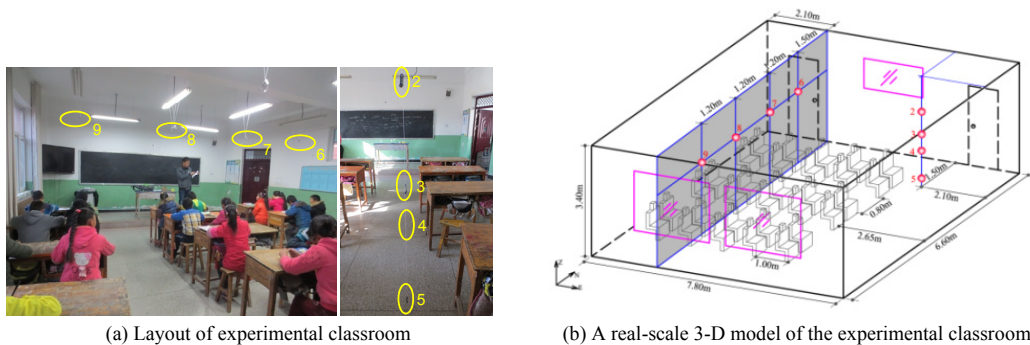 9
8
7
6
2
3
4
5
(a) Layout of experimental classroom
2.10m
1.50m
1.20m
1.20m
1.20m
6
7
8
9
2
3
4
5
1.50m
2.10m
0.80m
2.65m
6.60m
1.00m
7.80m
3.40m
Z
N
E
(b) A real-scale 3-D model of the experimental classroom